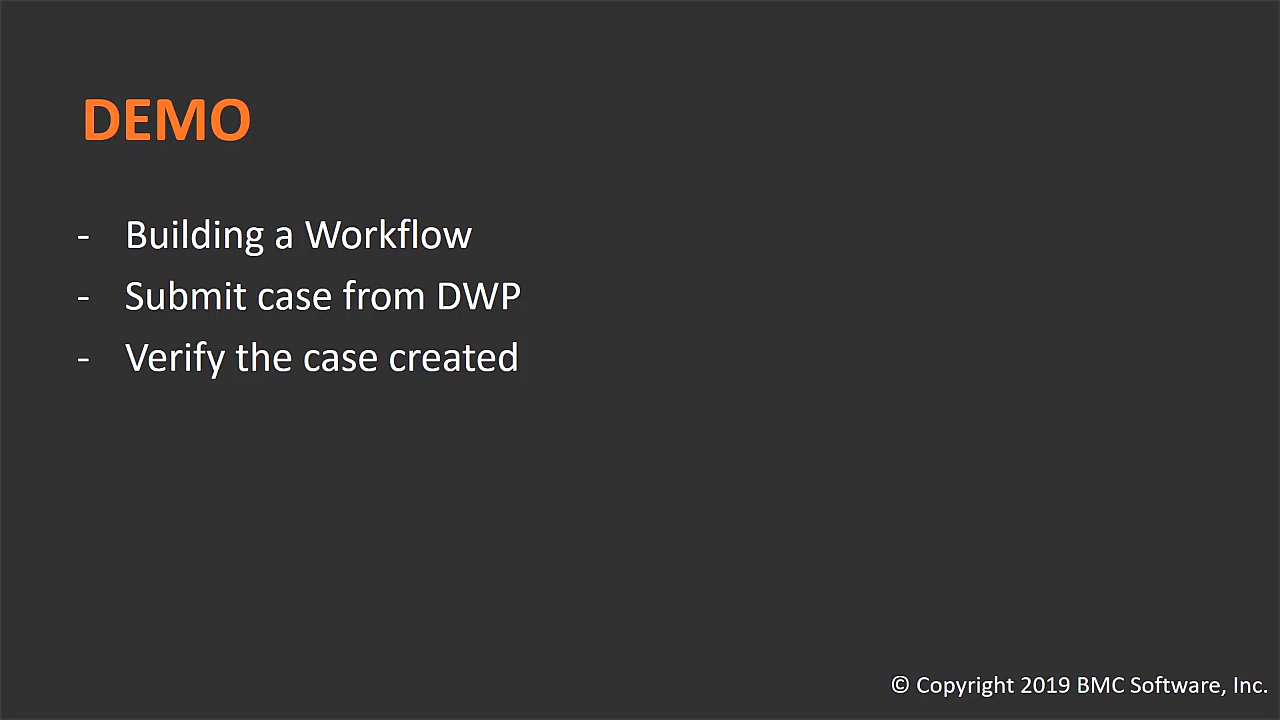 DEMO
- Building a Workflow
- Submit case from DWP
- Verify the case created
© Copyright 2019 BMC Software, Inc.